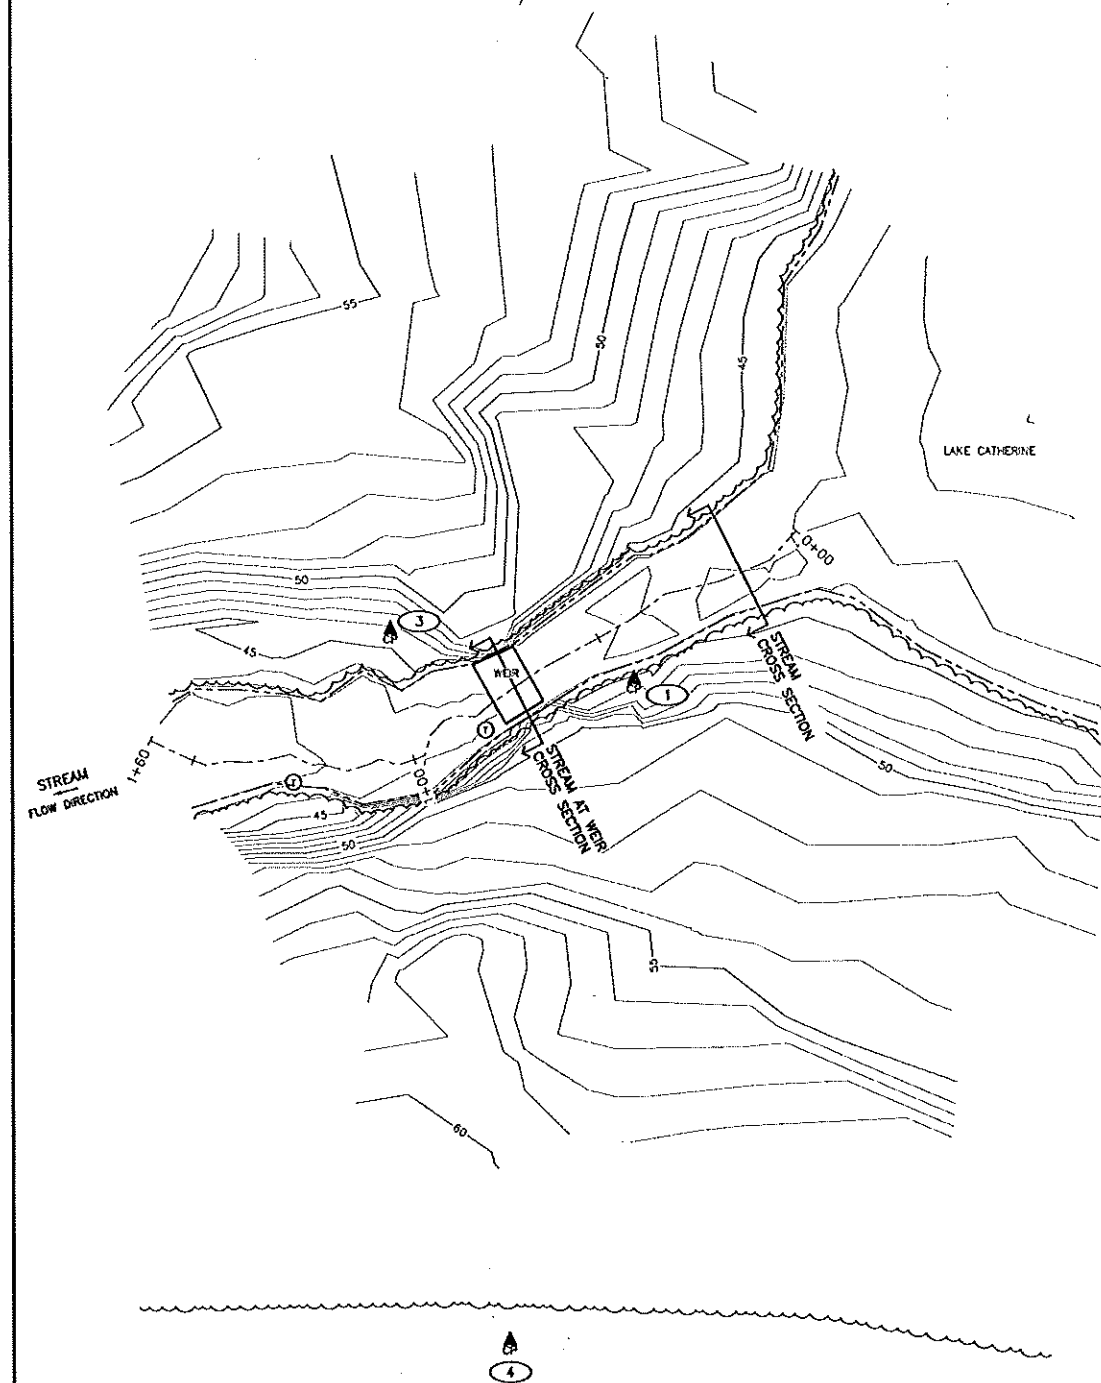 55
50
45
LAKE CATHERINE
0+00
50
3
CP
45
WEIR
CP
1
STREAM
CROSS SECTION
1+60
STREAM
FLOW DIRECTION
1+00
STREAM AT WEIR
CROSS SECTION
50
45
50
55
60
CP
4